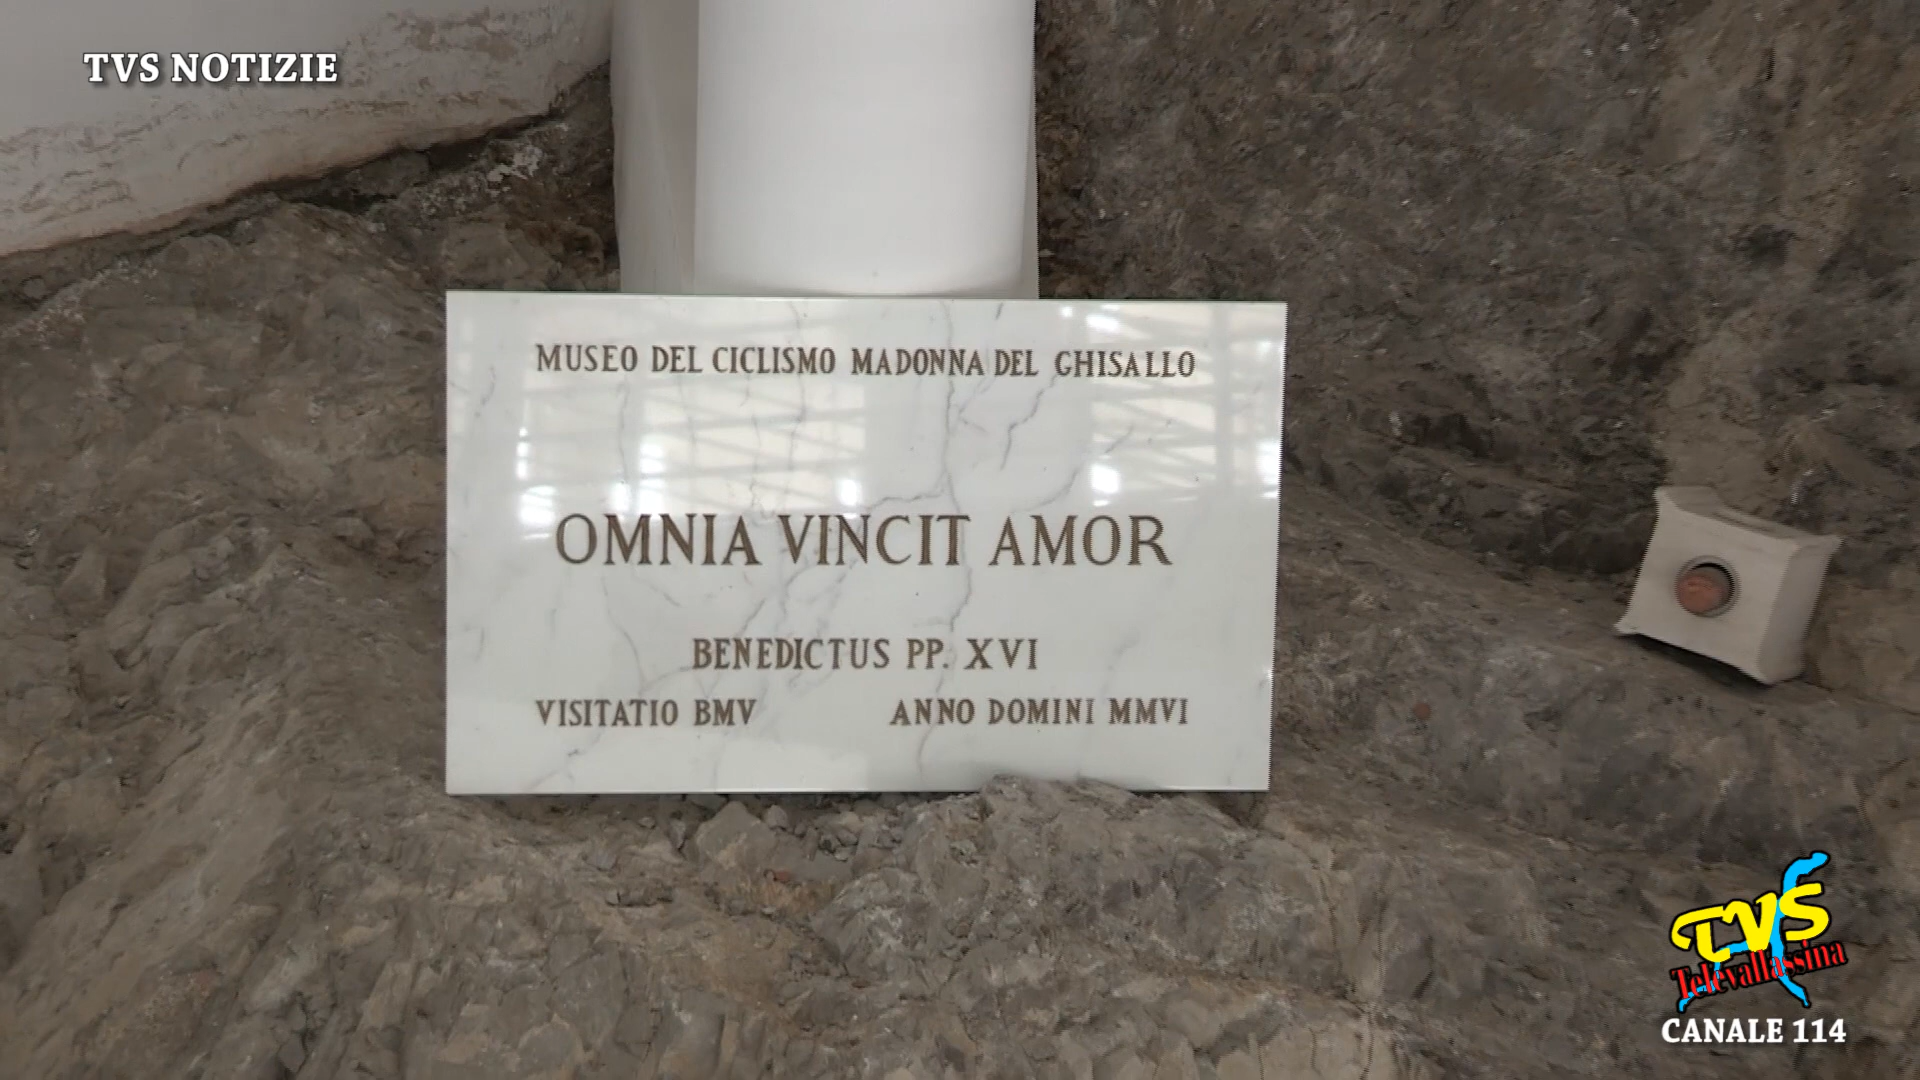 TVS NOTIZIE
MUSEO DEL CICLISMO MADONNA DEL GHISALLO
OMNIA VINCIT AMOR
BENEDICTUS PP. XVI
VISITATIO BMV ANNO DOMINI MMVI
TVS
Televallassina
CANALE 114